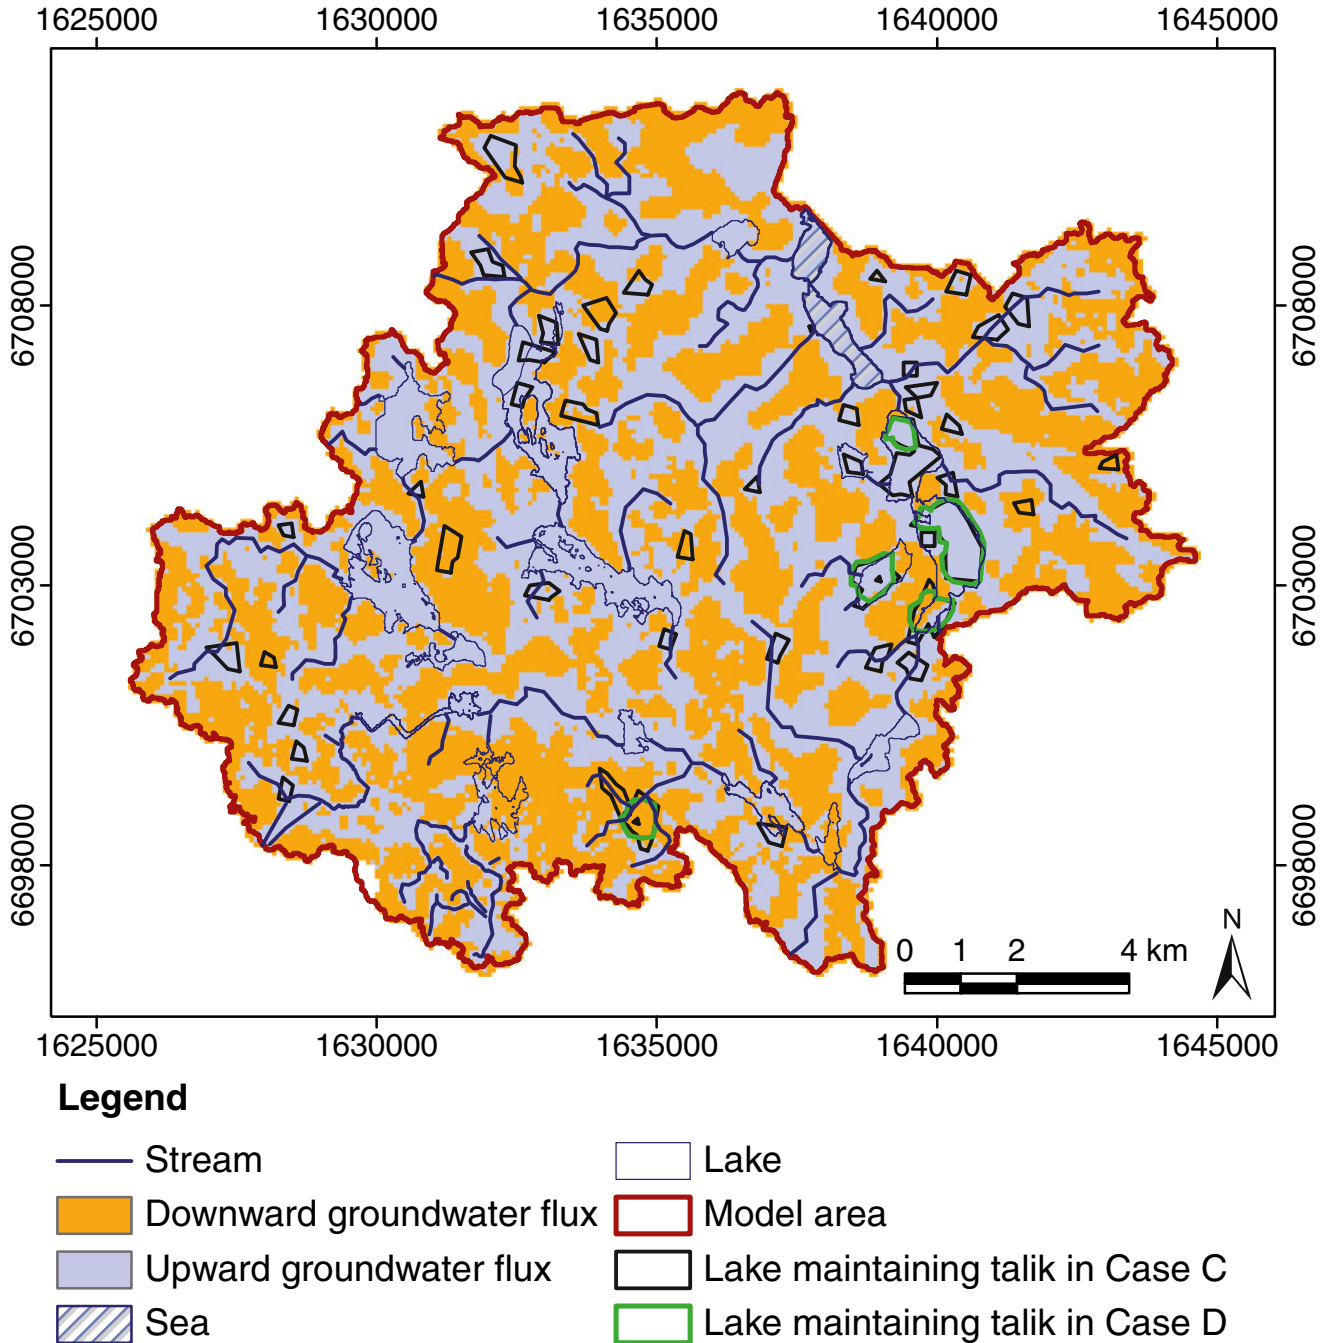 1625000 1630000 1635000 1640000 1645000
6708000 6708000
6703000 6703000
6698000 6698000
N
0 1 2 4 km
1625000 1630000 1635000 1640000 1645000
Legend
Stream Lake
Downward groundwater flux Model area
Upward groundwater flux Lake maintaining talik in Case C
Sea Lake maintaining talik in Case D